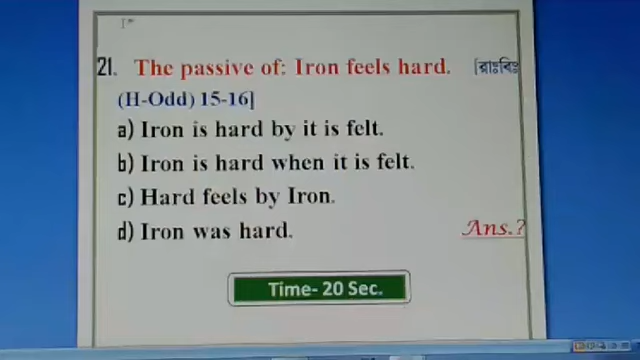 21. The passive of: Iron feels hard. [রাঃবিঃ
(H-Odd) 15-16]
a) Iron is hard by it is felt.
b) Iron is hard when it is felt.
c) Hard feels by Iron.
d) Iron was hard.
Ans.?
Time- 20 Sec.